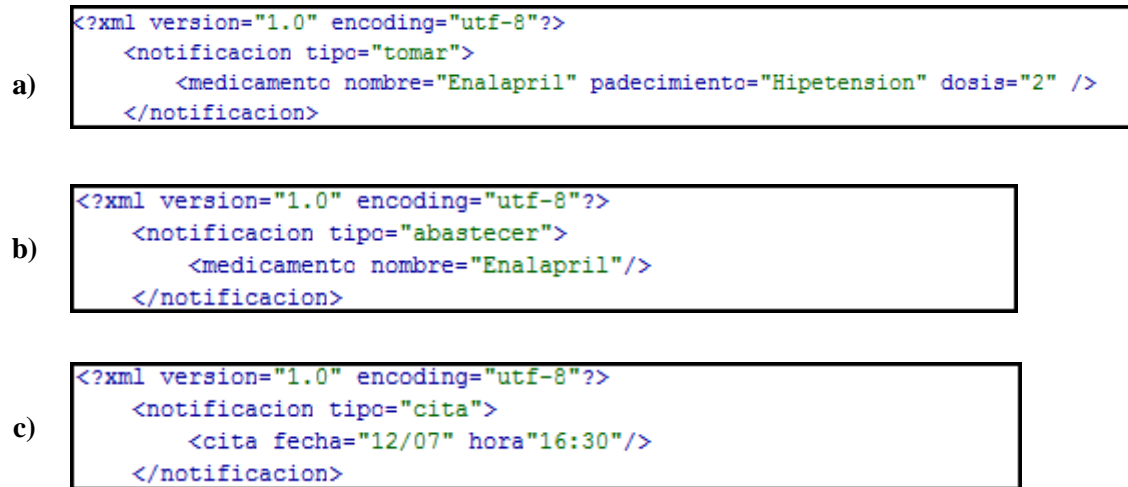 a)
<?xml version="1.0" encoding="utf-8"?>
<notificacion tipo="tomar">
<medicamento nombre="Enalapril" padecimiento="Hipetension" dosis="2" />
</notificacion>
b)
<?xml version="1.0" encoding="utf-8"?>
<notificacion tipo="abastecer">
<medicamento nombre="Enalapril"/>
</notificacion>
c)
<?xml version="1.0" encoding="utf-8"?>
<notificacion tipo="cita">
<cita fecha="12/07" hora"16:30"/>
</notificacion>